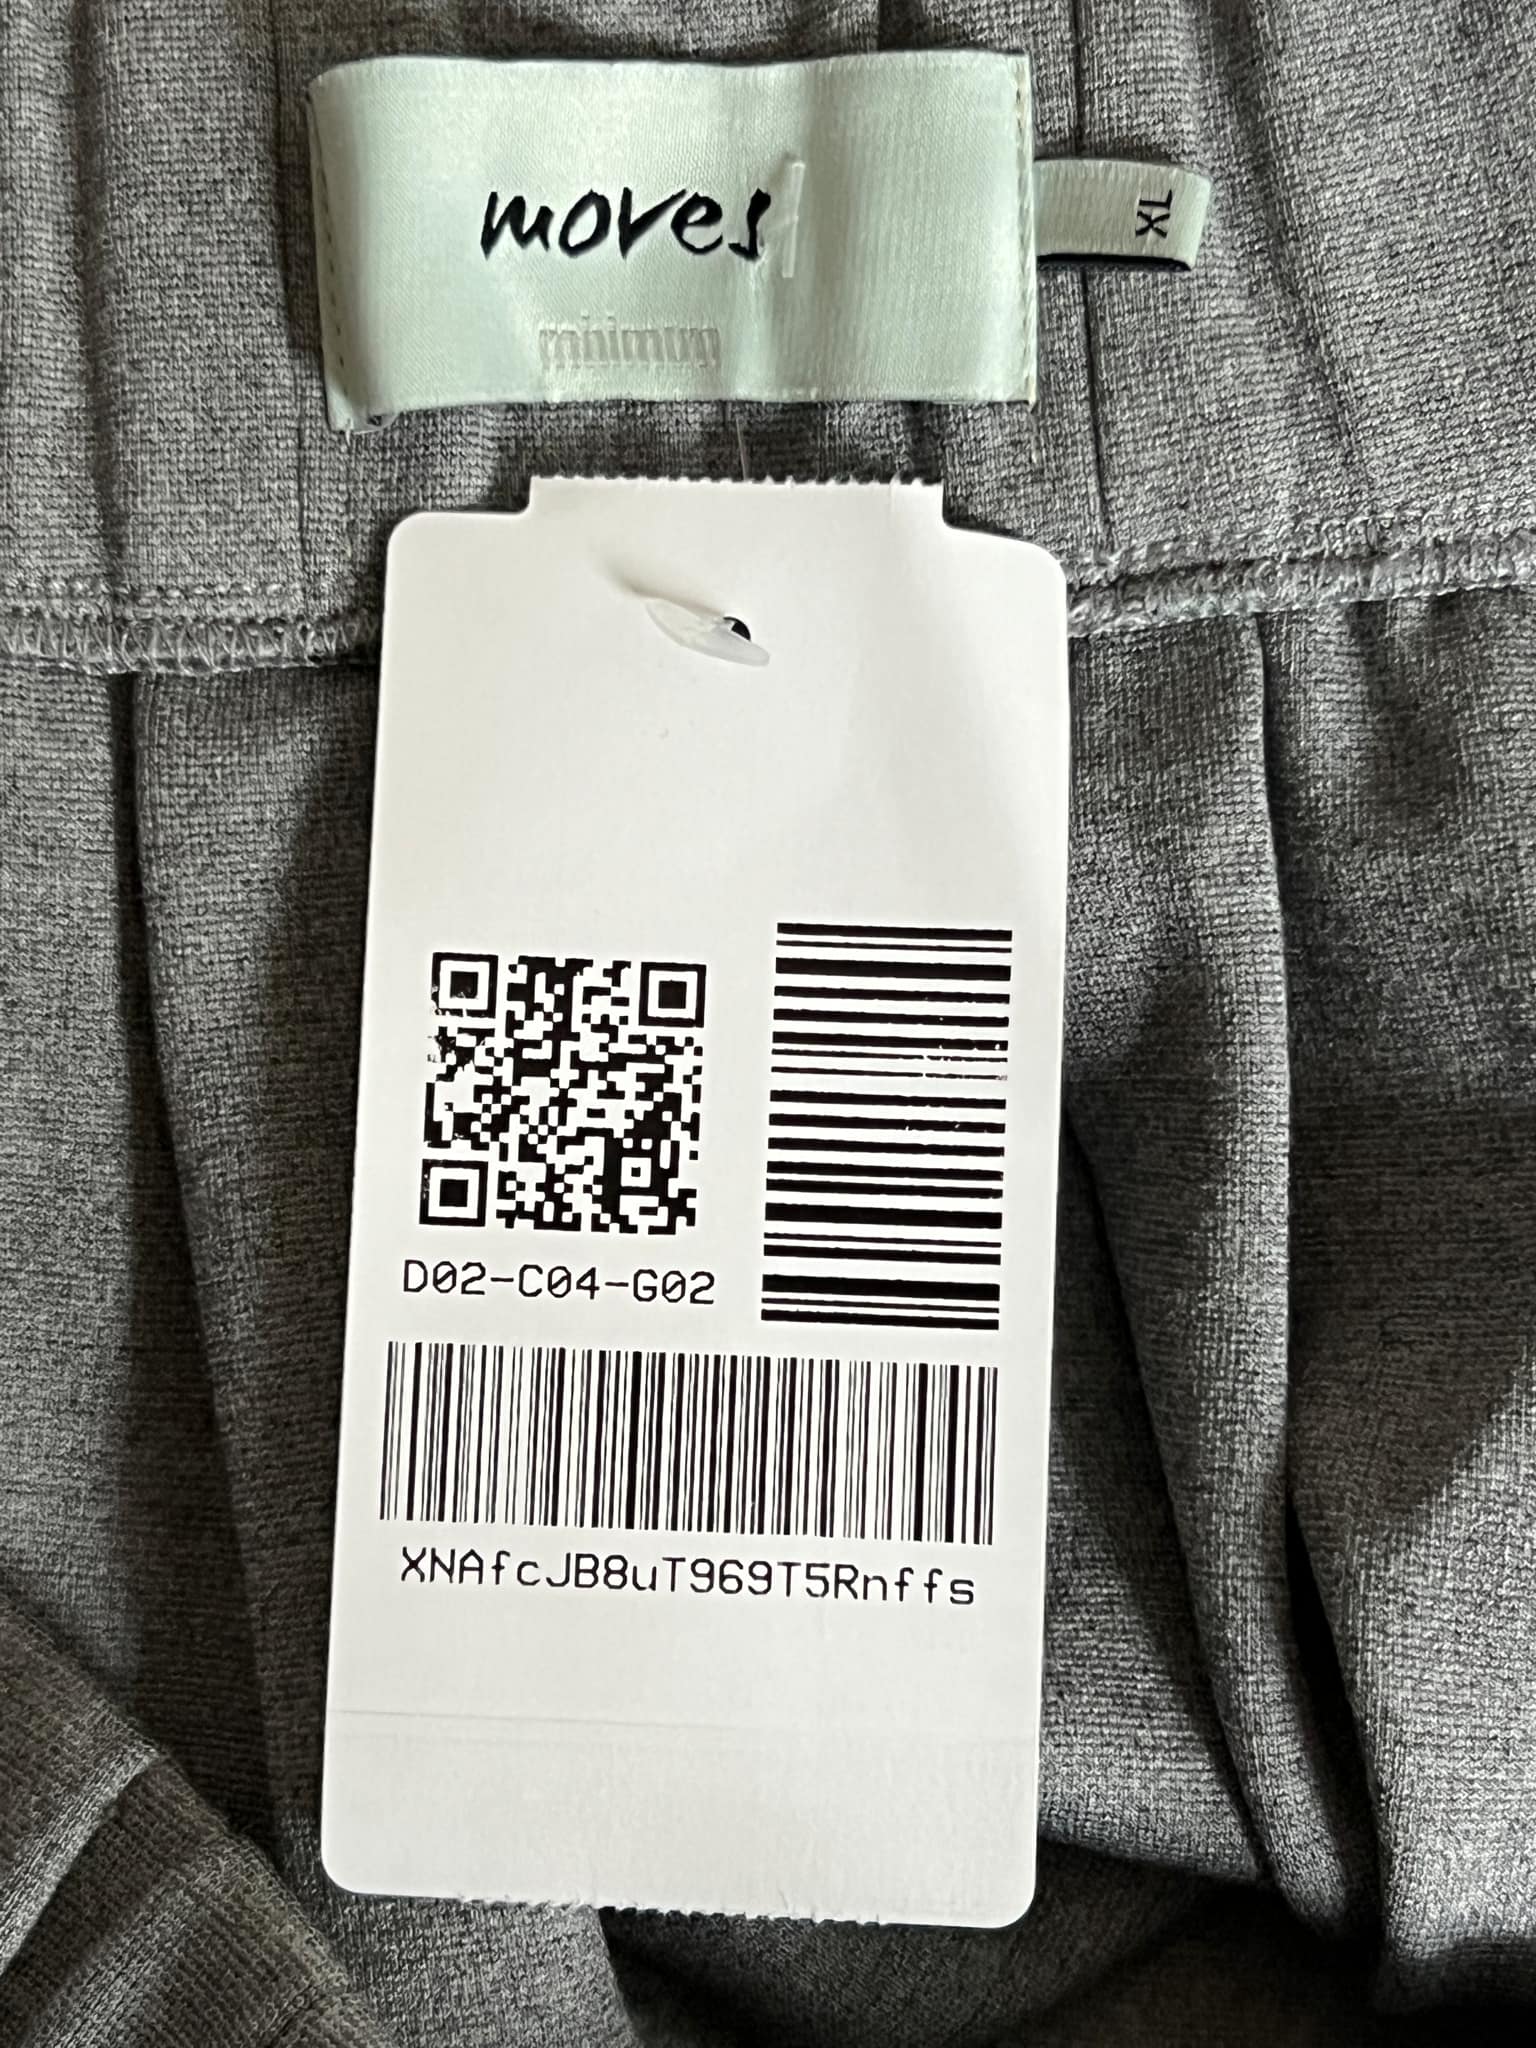 moves
minimum
XL
D02-C04-G02
XNAfcJB8uT969T5Rnffs